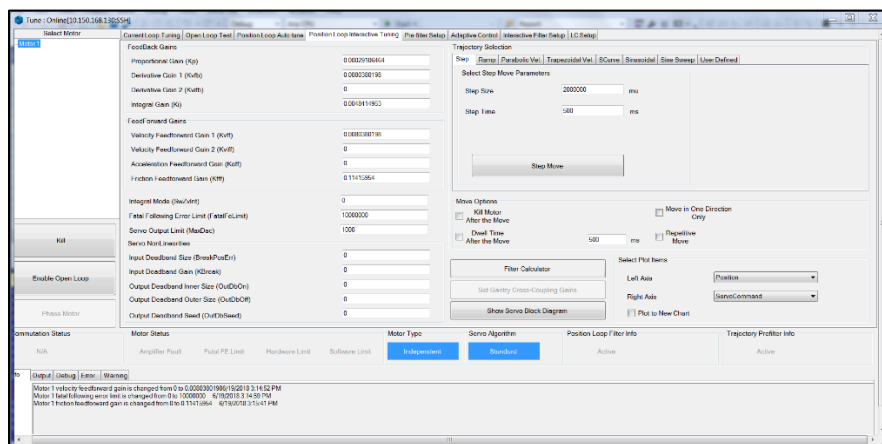 Tune : Online[10.150.168.130:SSH]
Select Motor
Motor 1
Current Loop Tuning Open Loop Test Position Loop Auto-tune Position Loop Interactive Tuning Pre filter Setup Adaptive Control Interactive Filter Setup LC Setup
FeedBack Gains
Proportional Gain (Kp)
Derivative Gain 1 (Kvfb) 0.0080380198
Derivative Gain 2 (Kvifb) 0
Integral Gain (Ki) 0.0048114953
FeedForward Gains
Velocity Feedforward Gain 1 (Kvff) 0.0080380198
Velocity Feedforward Gain 2 (Kviff) 0
Acceleration Feedforward Gain (Kaff) 0
Friction Feedforward Gain (Kfff) 0.11415954
Integral Mode (SwZvInt) 0
Fatal Following Error Limit (FatalFeLimit) 10000000
Servo Output Limit (MaxDac) 1000
Servo NonLinearities
Input Deadband Size (BreakPosErr) 0
Input Deadband Gain (KBreak) 0
Output Deadband Inner Size (OutDbOn) 0
Output Deadband Outer Size (OutDbOff) 0
Output Deadband Seed (OutDbSeed) 0
Trajectory Selection
Step Ramp Parabolic Vel. Trapezoidal Vel. SCurve Sinusoidal Sine Sweep User Defined
Select Step Move Parameters
Step Size 2000000 mu
Step Time 500 ms
Step Move
Move Options
Kill Motor
After the Move
Move in One Direction
Only
Dwell Time
After the Move 500 ms
Repetitive
Move
Filter Calculator
Set Gantry Cross-Coupling Gains
Show Servo Block Diagram
Select Plot Items
Left Axis Position
Right Axis ServoCommand
Plot to New Chart
Kill
Enable Open Loop
Phase Motor
ommutation Status
N/A
Motor Status
Amplifier Fault Fatal FE Limit Hardware Limit Software Limit
Motor Type
Independent
Servo Algorithm
Standard
Position Loop Filter Info
Active
Trajectory Prefilter Info
Active
fo Output Debug Error Warning
Motor 1 velocity feedforward gain is changed from 0 to 0.0080380198 6/19/2018 3:14:52 PM
Motor 1 fatal following error limit is changed from 0 to 10000000 6/19/2018 3:14:59 PM
Motor 1 friction feedforward gain is changed from 0 to 0.11415954 6/19/2018 3:15:41 PM